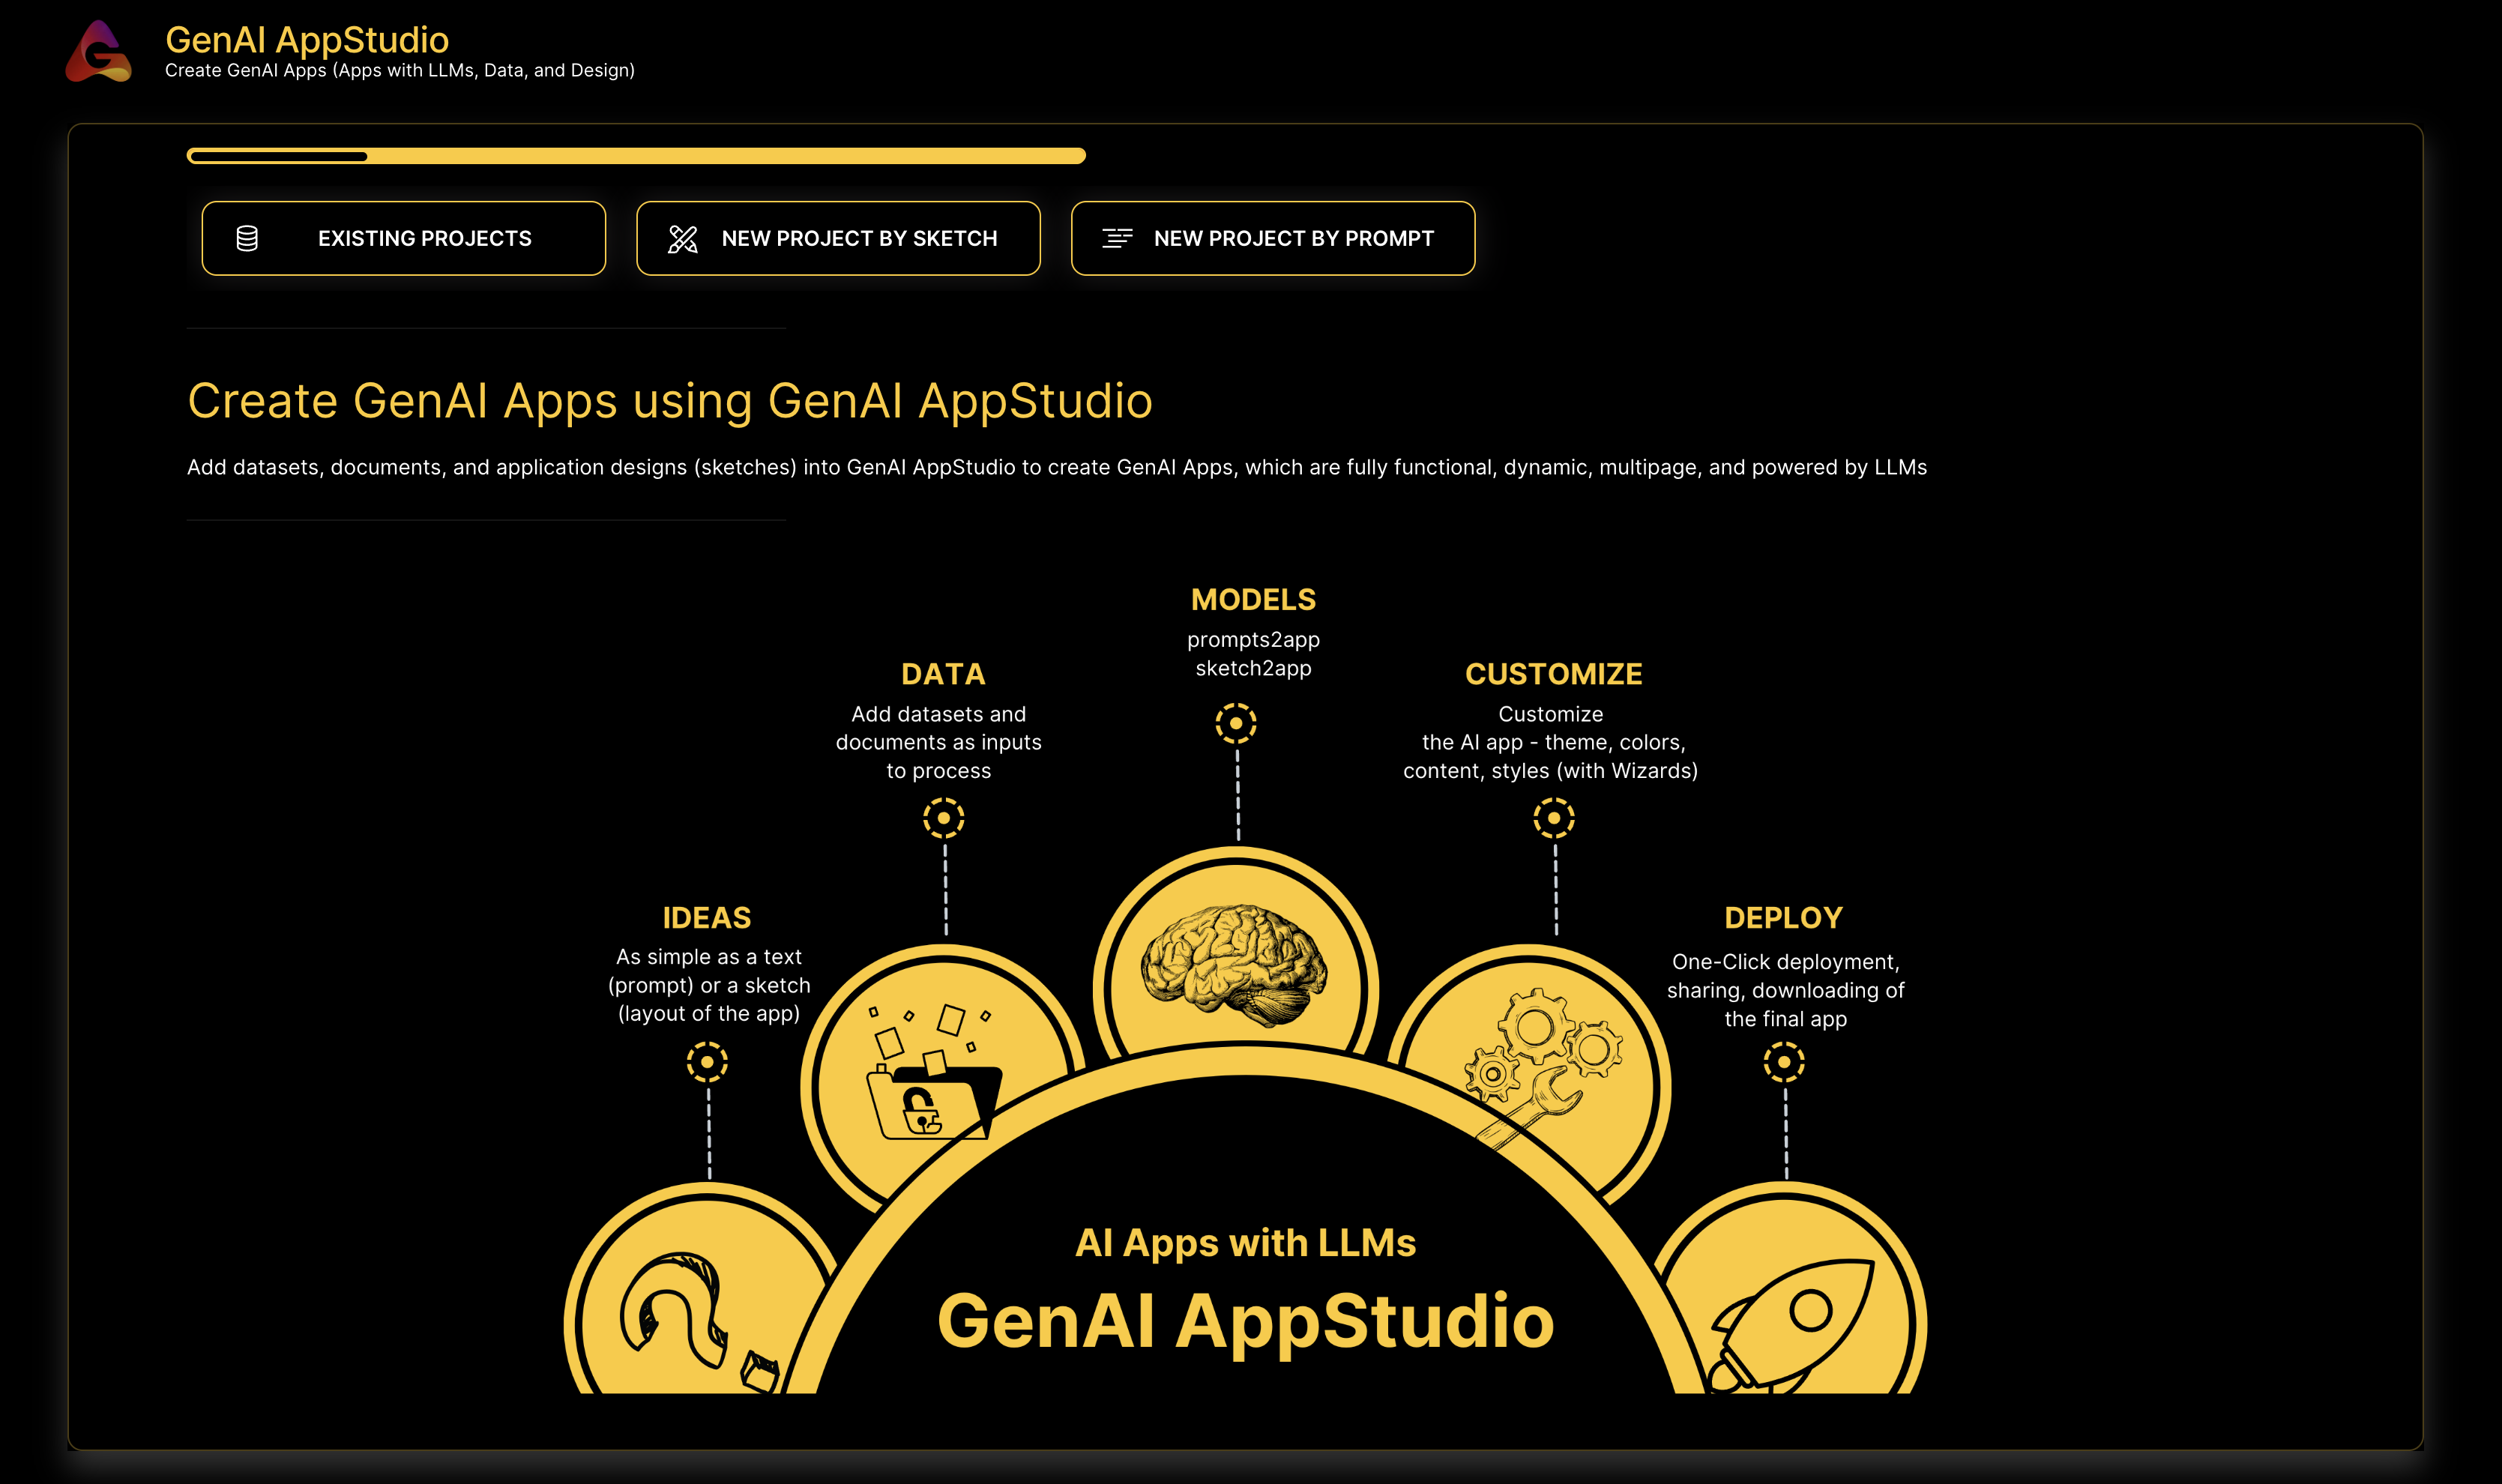 GenAI AppStudio
Create GenAI Apps (Apps with LLMs, Data, and Design)
EXISTING PROJECTS
NEW PROJECT BY SKETCH
NEW PROJECT BY PROMPT
Create GenAI Apps using GenAI AppStudio
Add datasets, documents, and application designs (sketches) into GenAI AppStudio to create GenAI Apps, which are fully functional, dynamic, multipage, and powered by LLMs
IDEAS
As simple as a text
(prompt) or a sketch
(layout of the app)
DATA
Add datasets and
documents as inputs
to process
MODELS
prompts2app
sketch2app
CUSTOMIZE
Customize
the AI app - theme, colors,
content, styles (with Wizards)
DEPLOY
One-Click deployment,
sharing, downloading of
the final app
AI Apps with LLMs
GenAI AppStudio